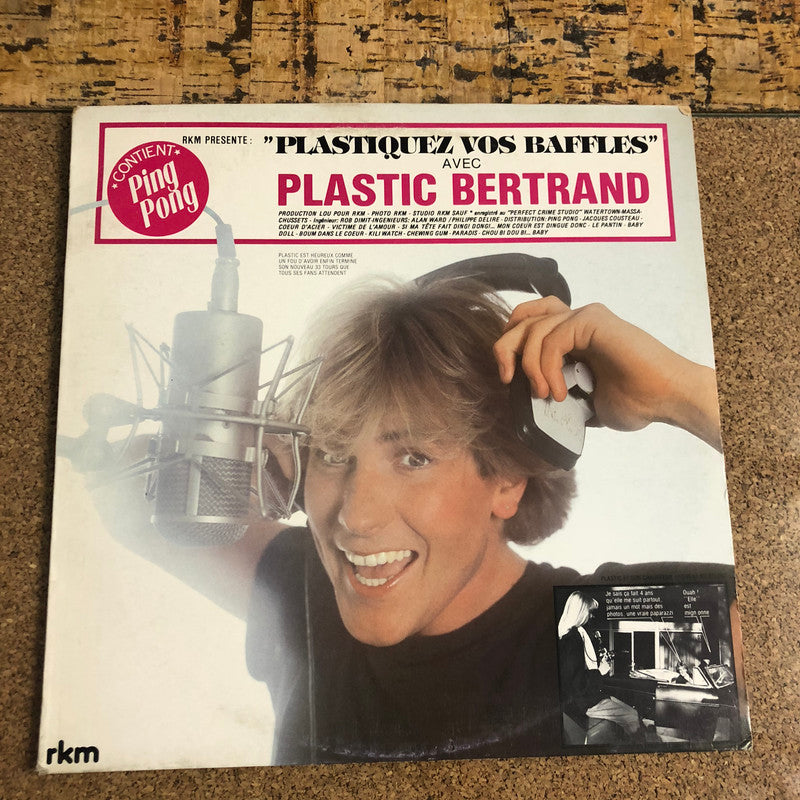 RKM PRESENTE : "PLASTIQUEZ VOS BAFFLES"
AVEC
PLASTIC BERTRAND
*CONTIENT*
Ping
Pong
PRODUCTION LOU POUR RKM - PHOTO RKM - STUDIO RKM SAUF * enregistré au "PERFECT CRIME STUDIO" WATERTOWN-MASSA-
CHUSSETS - Ingénieur: ROB DIMIT-INGENIEURS: ALAN WARD / PHILIPPE DELIRE - DISTRIBUTION: PING PONG - JACQUES COUSTEAU -
COEUR D'ACIER - VICTIME DE L'AMOUR - SI MA TÊTE FAIT DINGI DONGI... MON COEUR EST DINGUE DONC - LE PANTIN - BABY
DOLL - BOUM DANS LE COEUR - KILI WATCH - CHEWING GUM - PARADIS - CHOU BI DOU BI... BABY
PLASTIC EST HEUREUX COMME
UN FOU D'AVOIR ENFIN TERMINE
SON NOUVEAU 33 TOURS QUE
TOUS SES FANS ATTENDENT
Je sais ça fait 4 ans
qu'elle me suit partout,
jamais un mot mais des
photos, une vraie paparazzi
Ouah !
"Elle"
est
mign onne
rkm